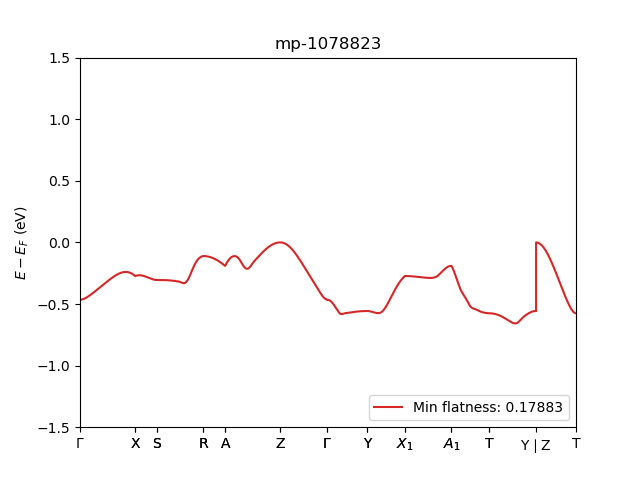 mp-1078823
E − E_F (eV)
1.5
1.0
0.5
0.0
−0.5
−1.0
−1.5
Min flatness: 0.17883
Γ X S R A Z Γ Y X₁ A₁ T Y | Z T